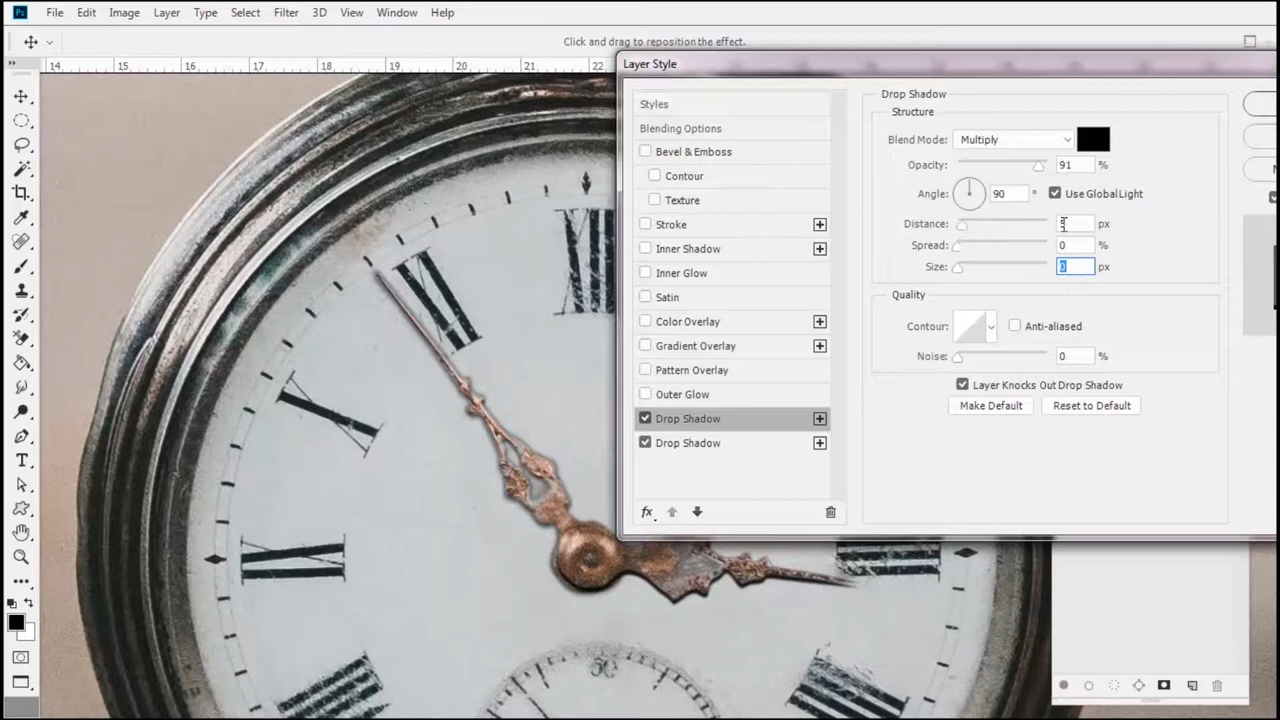 Ps File Edit Image Layer Type Select Filter 3D View Window Help
Click and drag to reposition the effect.
14 15 16 17 18 19 20 21 22
Layer Style
Styles
Blending Options
Bevel & Emboss
Contour
Texture
Stroke
Inner Shadow
Inner Glow
Satin
Color Overlay
Gradient Overlay
Pattern Overlay
Outer Glow
Drop Shadow
Drop Shadow
fx
Drop Shadow
Structure
Blend Mode: Multiply
Opacity: 91 %
Angle: 90 ° Use Global Light
Distance: px
Spread: 0 %
Size: 0 px
Quality
Contour: Anti-aliased
Noise: 0 %
Layer Knocks Out Drop Shadow
Make Default Reset to Default